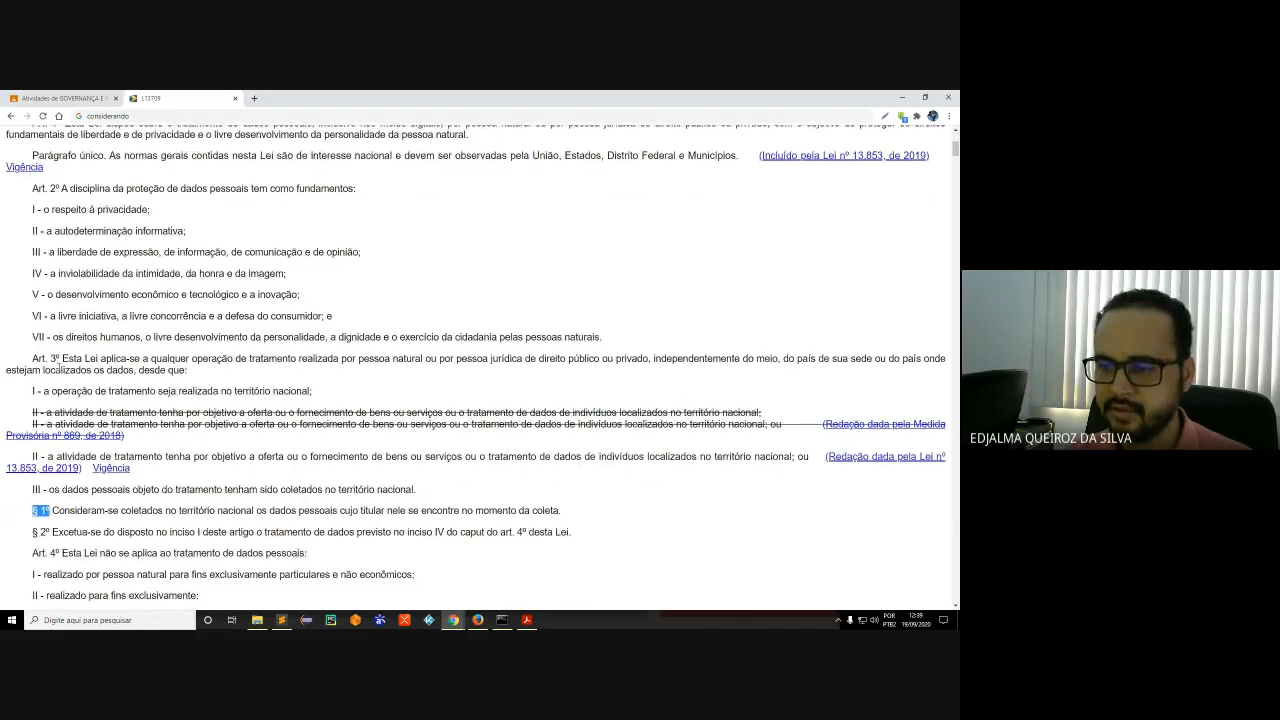 Atividades de GOVERNANÇA E
L13709
considerando
fundamentais de liberdade e de privacidade e o livre desenvolvimento da personalidade da pessoa natural.
Parágrafo único. As normas gerais contidas nesta Lei são de interesse nacional e devem ser observadas pela União, Estados, Distrito Federal e Municípios. (Incluído pela Lei nº 13.853, de 2019)
Vigência
Art. 2º A disciplina da proteção de dados pessoais tem como fundamentos:
I - o respeito à privacidade;
II - a autodeterminação informativa;
III - a liberdade de expressão, de informação, de comunicação e de opinião;
IV - a inviolabilidade da intimidade, da honra e da imagem;
V - o desenvolvimento econômico e tecnológico e a inovação;
VI - a livre iniciativa, a livre concorrência e a defesa do consumidor; e
VII - os direitos humanos, o livre desenvolvimento da personalidade, a dignidade e o exercício da cidadania pelas pessoas naturais.
Art. 3º Esta Lei aplica-se a qualquer operação de tratamento realizada por pessoa natural ou por pessoa jurídica de direito público ou privado, independentemente do meio, do país de sua sede ou do país onde
estejam localizados os dados, desde que:
I - a operação de tratamento seja realizada no território nacional;
II - a atividade de tratamento tenha por objetivo a oferta ou o fornecimento de bens ou serviços ou o tratamento de dados de indivíduos localizados no território nacional;
II - a atividade de tratamento tenha por objetivo a oferta ou o fornecimento de bens ou serviços ou o tratamento de dados de indivíduos localizados no território nacional; ou (Redação dada pela Medida
Provisória nº 869, de 2018)
II - a atividade de tratamento tenha por objetivo a oferta ou o fornecimento de bens ou serviços ou o tratamento de dados de indivíduos localizados no território nacional; ou (Redação dada pela Lei nº
13.853, de 2019) Vigência
III - os dados pessoais objeto do tratamento tenham sido coletados no território nacional.
§ 1º Consideram-se coletados no território nacional os dados pessoais cujo titular nele se encontre no momento da coleta.
§ 2º Excetua-se do disposto no inciso I deste artigo o tratamento de dados previsto no inciso IV do caput do art. 4º desta Lei.
Art. 4º Esta Lei não se aplica ao tratamento de dados pessoais:
I - realizado por pessoa natural para fins exclusivamente particulares e não econômicos;
II - realizado para fins exclusivamente:
EDJALMA QUEIROZ DA SILVA
Digite aqui para pesquisar
POR
PTB2
12:39
19/09/2020